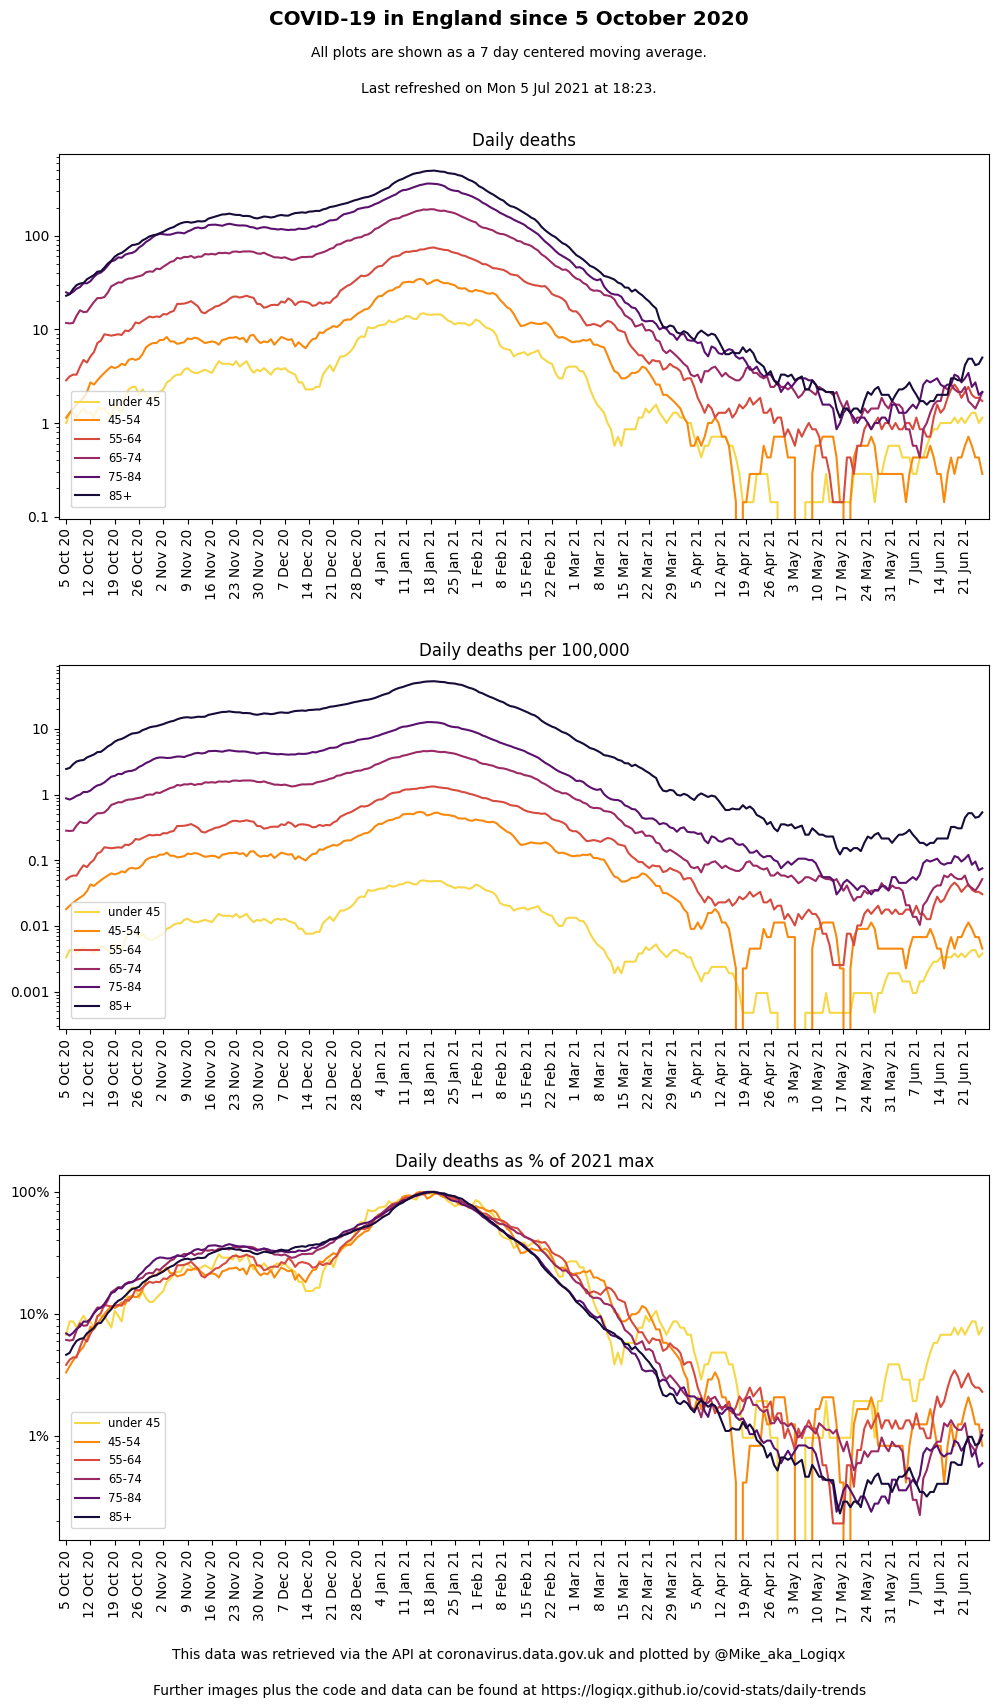 COVID-19 in England since 5 October 2020
All plots are shown as a 7 day centered moving average.
Last refreshed on Mon 5 Jul 2021 at 18:23.
Daily deaths
100
10
1
0.1
under 45
45-54
55-64
65-74
75-84
85+
5 Oct 20
12 Oct 20
19 Oct 20
26 Oct 20
2 Nov 20
9 Nov 20
16 Nov 20
23 Nov 20
30 Nov 20
7 Dec 20
14 Dec 20
21 Dec 20
28 Dec 20
4 Jan 21
11 Jan 21
18 Jan 21
25 Jan 21
1 Feb 21
8 Feb 21
15 Feb 21
22 Feb 21
1 Mar 21
8 Mar 21
15 Mar 21
22 Mar 21
29 Mar 21
5 Apr 21
12 Apr 21
19 Apr 21
26 Apr 21
3 May 21
10 May 21
17 May 21
24 May 21
31 May 21
7 Jun 21
14 Jun 21
21 Jun 21
Daily deaths per 100,000
10
1
0.1
0.01
0.001
under 45
45-54
55-64
65-74
75-84
85+
5 Oct 20
12 Oct 20
19 Oct 20
26 Oct 20
2 Nov 20
9 Nov 20
16 Nov 20
23 Nov 20
30 Nov 20
7 Dec 20
14 Dec 20
21 Dec 20
28 Dec 20
4 Jan 21
11 Jan 21
18 Jan 21
25 Jan 21
1 Feb 21
8 Feb 21
15 Feb 21
22 Feb 21
1 Mar 21
8 Mar 21
15 Mar 21
22 Mar 21
29 Mar 21
5 Apr 21
12 Apr 21
19 Apr 21
26 Apr 21
3 May 21
10 May 21
17 May 21
24 May 21
31 May 21
7 Jun 21
14 Jun 21
21 Jun 21
Daily deaths as % of 2021 max
100%
10%
1%
under 45
45-54
55-64
65-74
75-84
85+
5 Oct 20
12 Oct 20
19 Oct 20
26 Oct 20
2 Nov 20
9 Nov 20
16 Nov 20
23 Nov 20
30 Nov 20
7 Dec 20
14 Dec 20
21 Dec 20
28 Dec 20
4 Jan 21
11 Jan 21
18 Jan 21
25 Jan 21
1 Feb 21
8 Feb 21
15 Feb 21
22 Feb 21
1 Mar 21
8 Mar 21
15 Mar 21
22 Mar 21
29 Mar 21
5 Apr 21
12 Apr 21
19 Apr 21
26 Apr 21
3 May 21
10 May 21
17 May 21
24 May 21
31 May 21
7 Jun 21
14 Jun 21
21 Jun 21
This data was retrieved via the API at coronavirus.data.gov.uk and plotted by @Mike_aka_Logiqx
Further images plus the code and data can be found at https://logiqx.github.io/covid-stats/daily-trends